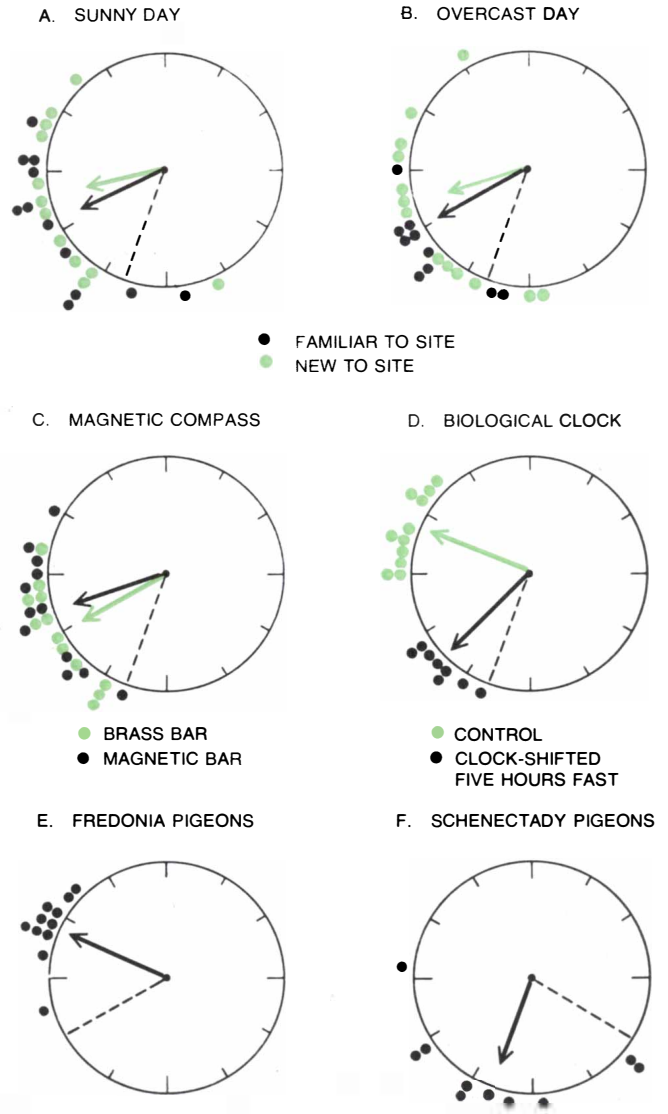 A. SUNNY DAY
B. OVERCAST DAY
FAMILIAR TO SITE
NEW TO SITE
C. MAGNETIC COMPASS
D. BIOLOGICAL CLOCK
BRASS BAR
MAGNETIC BAR
CONTROL
CLOCK-SHIFTED
FIVE HOURS FAST
E. FREDONIA PIGEONS
F. SCHENECTADY PIGEONS